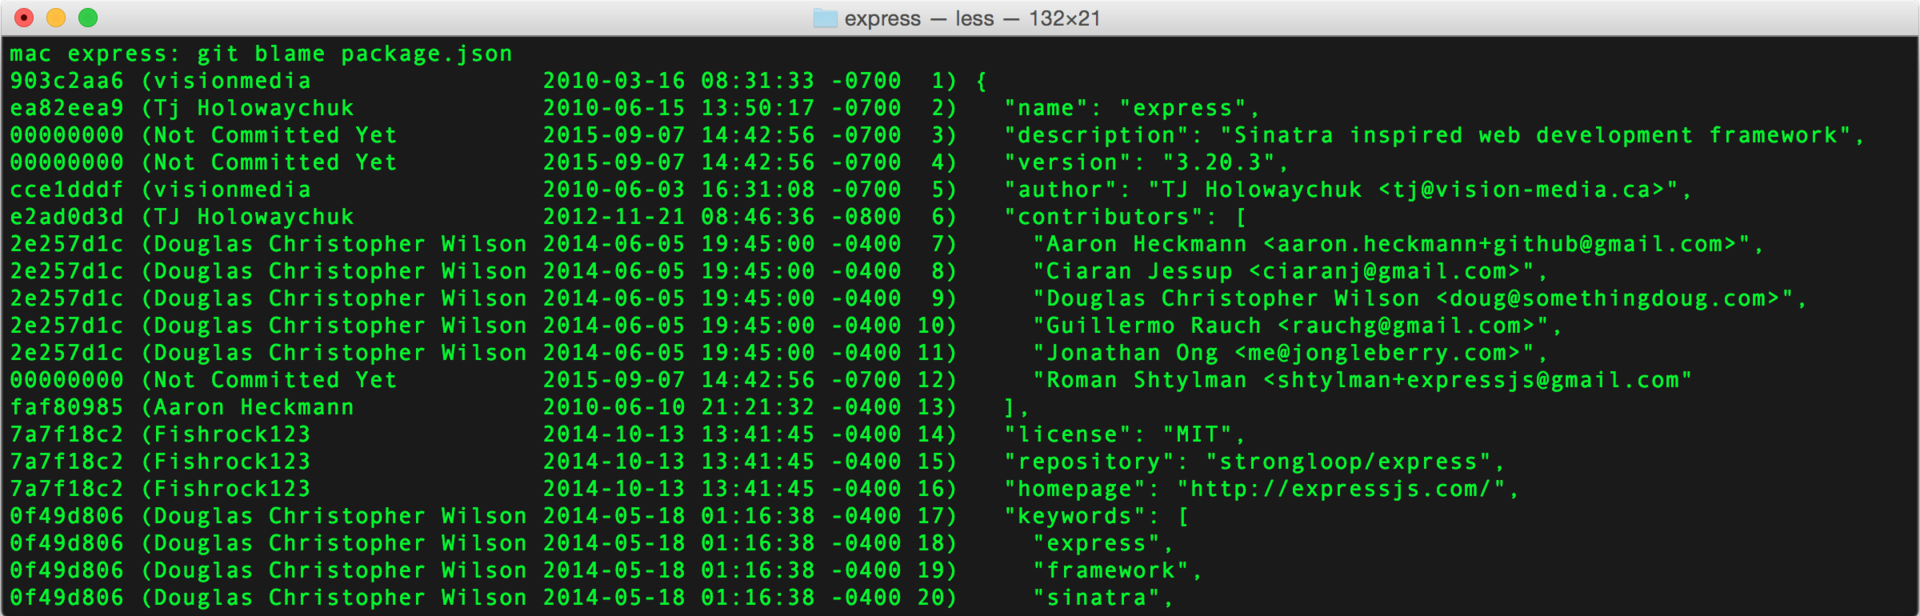 express — less — 132×21
mac express: git blame package.json
903c2aa6 (visionmedia                2010-03-16 08:31:33 -0700  1) {
ea82eea9 (Tj Holowaychuk             2010-06-15 13:50:17 -0700  2)   "name": "express",
00000000 (Not Committed Yet          2015-09-07 14:42:56 -0700  3)   "description": "Sinatra inspired web development framework",
00000000 (Not Committed Yet          2015-09-07 14:42:56 -0700  4)   "version": "3.20.3",
cce1dddf (visionmedia                2010-06-03 16:31:08 -0700  5)   "author": "TJ Holowaychuk <tj@vision-media.ca>",
e2ad0d3d (TJ Holowaychuk             2012-11-21 08:46:36 -0800  6)   "contributors": [
2e257d1c (Douglas Christopher Wilson 2014-06-05 19:45:00 -0400  7)     "Aaron Heckmann <aaron.heckmann+github@gmail.com>",
2e257d1c (Douglas Christopher Wilson 2014-06-05 19:45:00 -0400  8)     "Ciaran Jessup <ciaranj@gmail.com>",
2e257d1c (Douglas Christopher Wilson 2014-06-05 19:45:00 -0400  9)     "Douglas Christopher Wilson <doug@somethingdoug.com>",
2e257d1c (Douglas Christopher Wilson 2014-06-05 19:45:00 -0400 10)     "Guillermo Rauch <rauchg@gmail.com>",
2e257d1c (Douglas Christopher Wilson 2014-06-05 19:45:00 -0400 11)     "Jonathan Ong <me@jongleberry.com>",
00000000 (Not Committed Yet          2015-09-07 14:42:56 -0700 12)     "Roman Shtylman <shtylman+expressjs@gmail.com"
faf80985 (Aaron Heckmann             2010-06-10 21:21:32 -0400 13)   ],
7a7f18c2 (Fishrock123                2014-10-13 13:41:45 -0400 14)   "license": "MIT",
7a7f18c2 (Fishrock123                2014-10-13 13:41:45 -0400 15)   "repository": "strongloop/express",
7a7f18c2 (Fishrock123                2014-10-13 13:41:45 -0400 16)   "homepage": "http://expressjs.com/",
0f49d806 (Douglas Christopher Wilson 2014-05-18 01:16:38 -0400 17)   "keywords": [
0f49d806 (Douglas Christopher Wilson 2014-05-18 01:16:38 -0400 18)     "express",
0f49d806 (Douglas Christopher Wilson 2014-05-18 01:16:38 -0400 19)     "framework",
0f49d806 (Douglas Christopher Wilson 2014-05-18 01:16:38 -0400 20)     "sinatra",